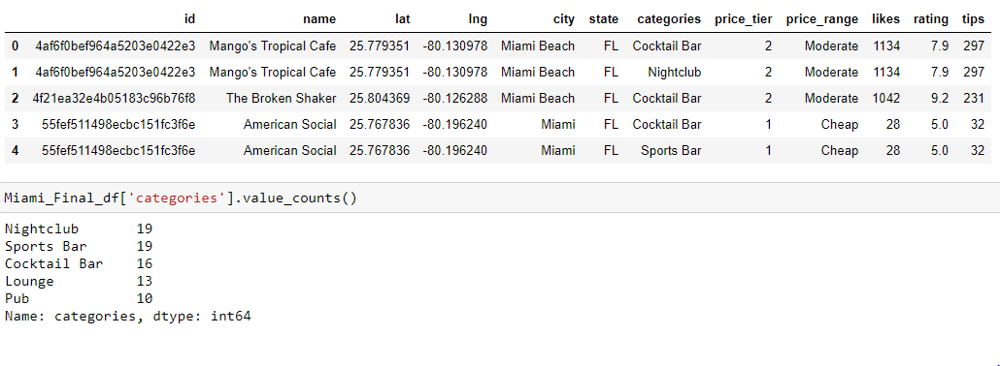 id name lat lng city state categories price_tier price_range likes rating tips
0 4af6f0bef964a5203e0422e3 Mango's Tropical Cafe 25.779351 -80.130978 Miami Beach FL Cocktail Bar 2 Moderate 1134 7.9 297
1 4af6f0bef964a5203e0422e3 Mango's Tropical Cafe 25.779351 -80.130978 Miami Beach FL Nightclub 2 Moderate 1134 7.9 297
2 4f21ea32e4b05183c96b76f8 The Broken Shaker 25.804369 -80.126288 Miami Beach FL Cocktail Bar 2 Moderate 1042 9.2 231
3 55fef511498ecbc151fc3f6e American Social 25.767836 -80.196240 Miami FL Cocktail Bar 1 Cheap 28 5.0 32
4 55fef511498ecbc151fc3f6e American Social 25.767836 -80.196240 Miami FL Sports Bar 1 Cheap 28 5.0 32
Miami_Final_df['categories'].value_counts()
Nightclub 19
Sports Bar 19
Cocktail Bar 16
Lounge 13
Pub 10
Name: categories, dtype: int64